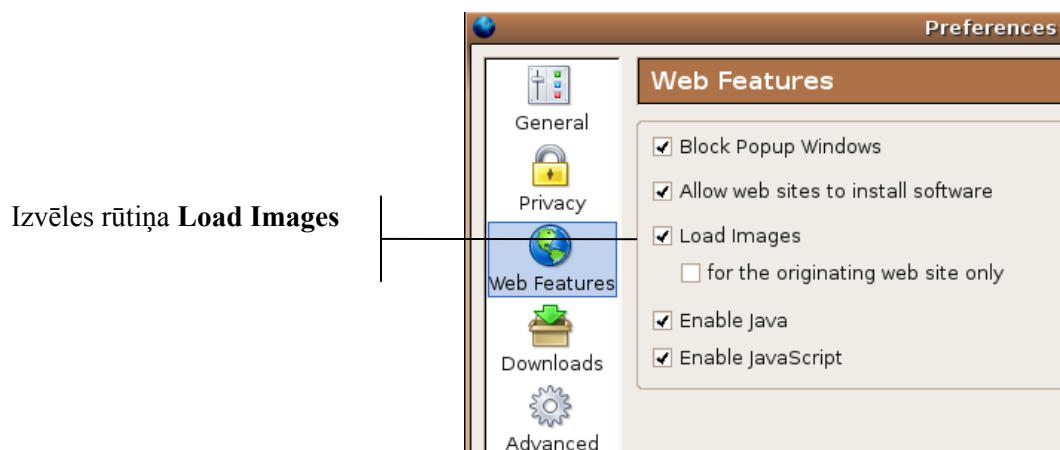 Preferences
Web Features
General
Block Popup Windows
Privacy
Allow web sites to install software
Izvēles rūtiņa Load Images
Load Images
for the originating web site only
Web Features
Enable Java
Enable JavaScript
Downloads
Advanced